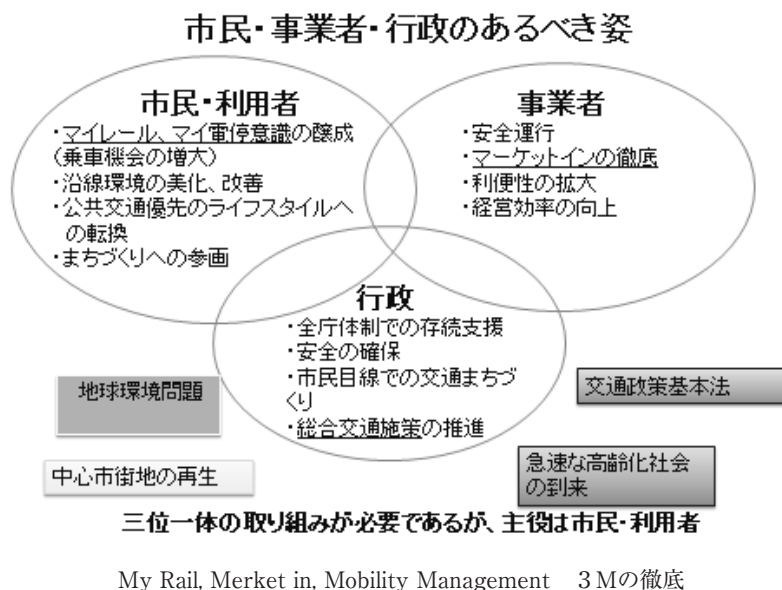 市民・事業者・行政のあるべき姿
市民・利用者
・マイレール、マイ電停意識の醸成
(乗車機会の増大)
・沿線環境の美化、改善
・公共交通優先のライフスタイルへ
の転換
・まちづくりへの参画
事業者
・安全運行
・マーケットインの徹底
・利便性の拡大
・経営効率の向上
行政
・全庁体制での存続支援
・安全の確保
・市民目線での交通まちづ
くり
・総合交通施策の推進
地球環境問題
交通政策基本法
中心市街地の再生
急速な高齢化社会
の到来
三位一体の取り組みが必要であるが、主役は市民・利用者
My Rail, Merket in, Mobility Management　３Mの徹底